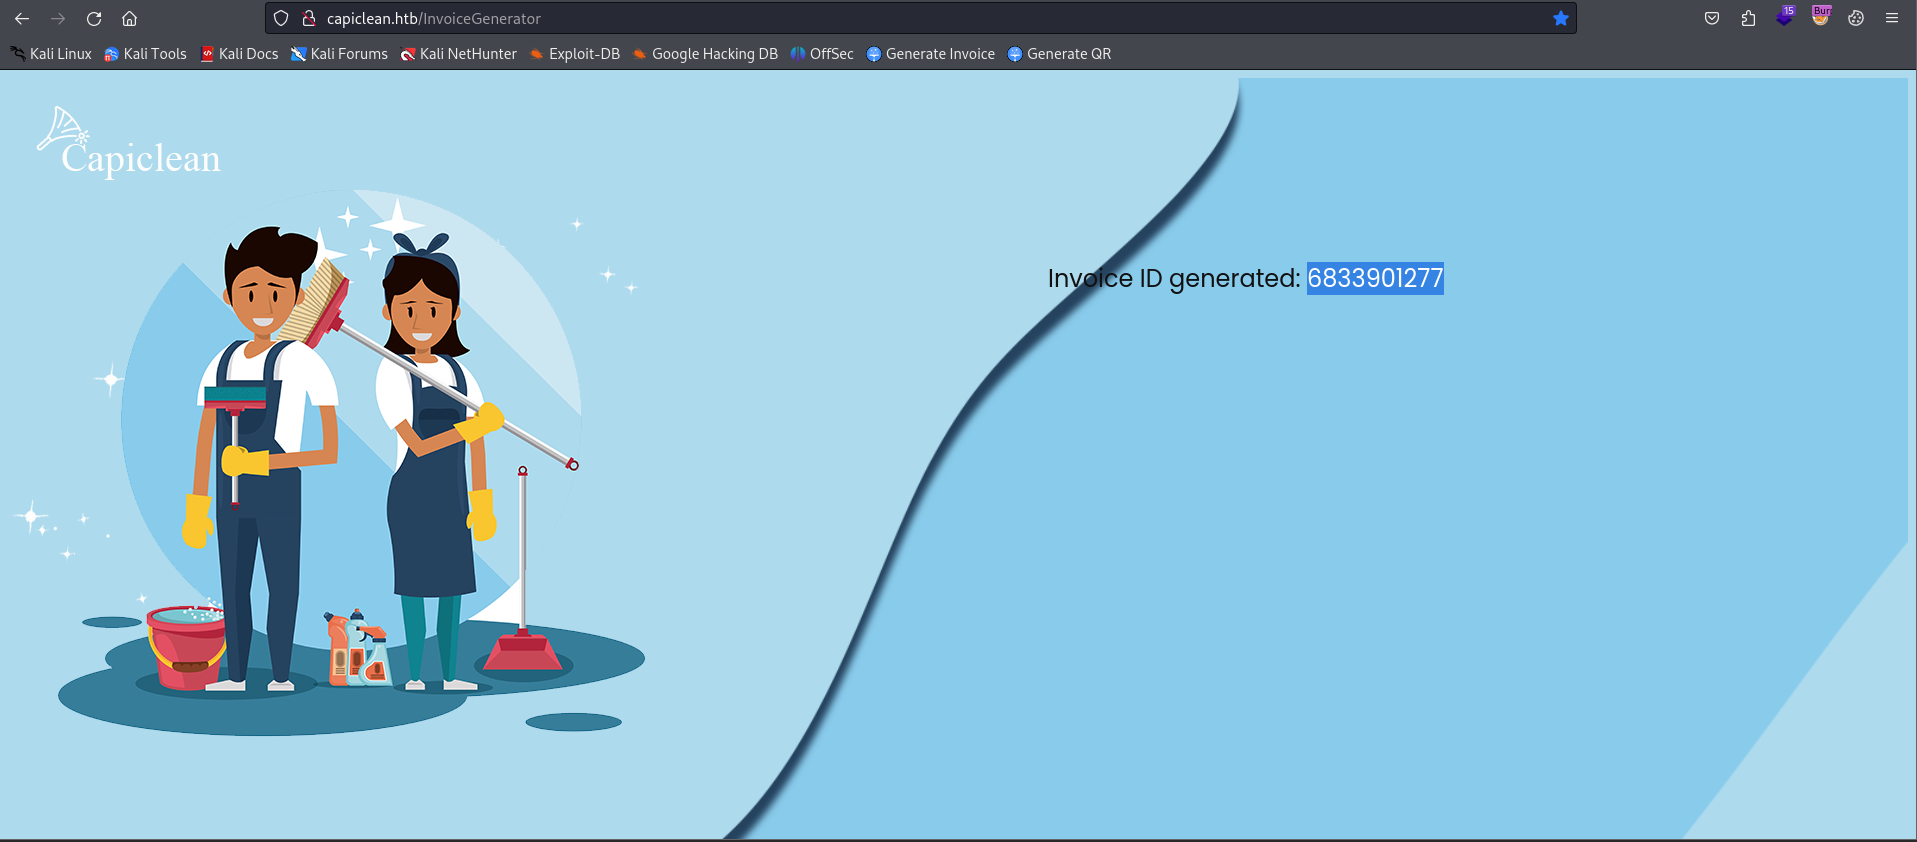 capiclean.htb/InvoiceGenerator
15
Kali Linux Kali Tools Kali Docs Kali Forums Kali NetHunter Exploit-DB Google Hacking DB OffSec Generate Invoice Generate QR
Capiclean
Invoice ID generated: 6833901277